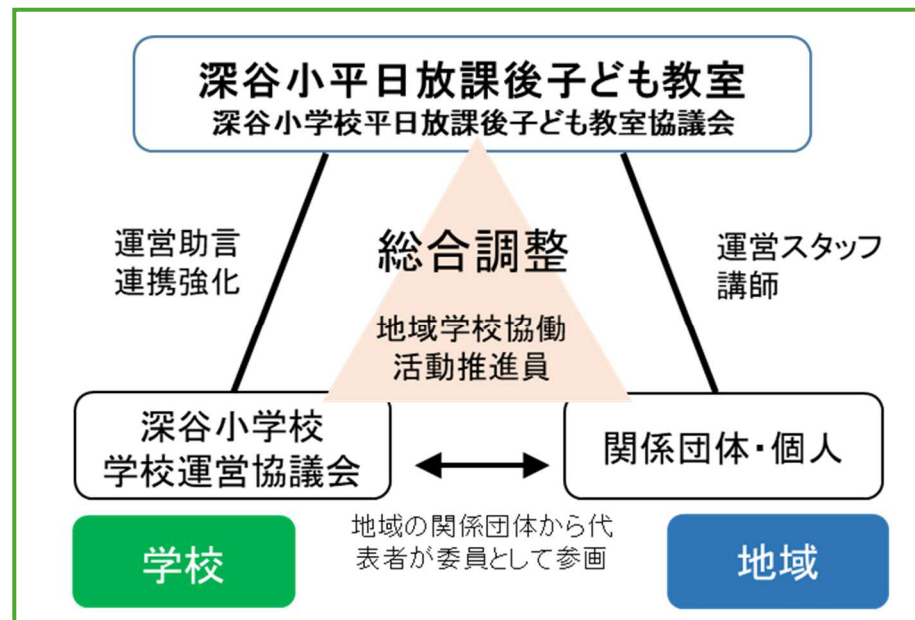 深谷小平日放課後子ども教室
深谷小学校平日放課後子ども教室協議会
運営助言
連携強化
総合調整
地域学校協働
活動推進員
運営スタッフ
講師
深谷小学校
学校運営協議会
関係団体・個人
地域の関係団体から代
表者が委員として参画
学校
地域